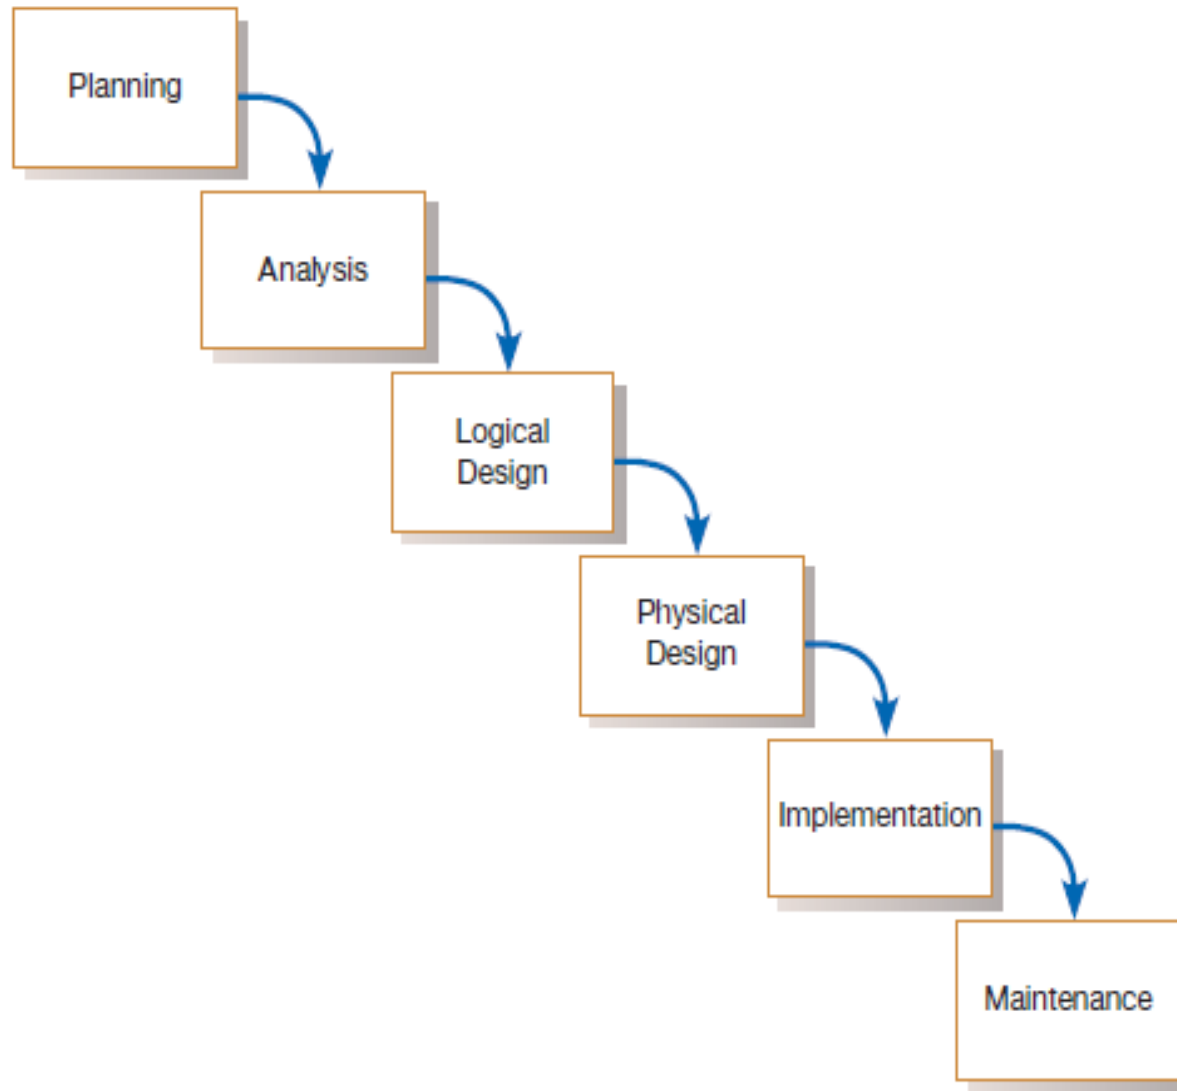 Planning
Analysis
Logical
Design
Physical
Design
Implementation
Maintenance